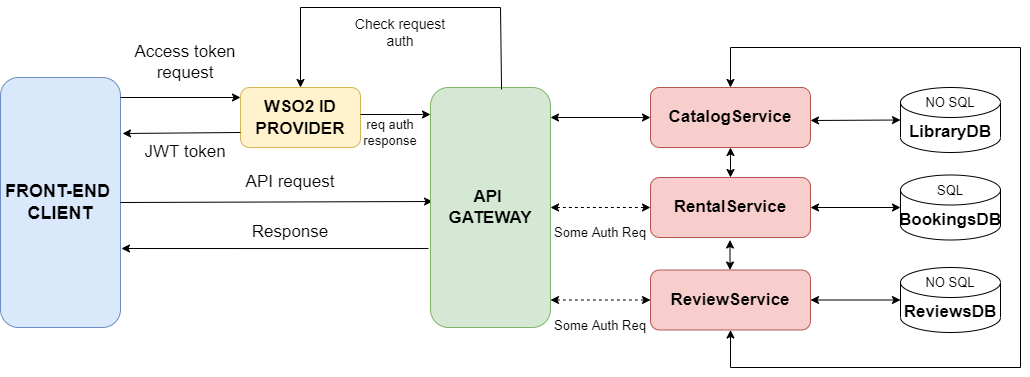 Check request
auth
Access token
request
WSO2 ID
PROVIDER
req auth
response
JWT token
FRONT-END
CLIENT
API request
Response
API
GATEWAY
CatalogService
NO SQL
LibraryDB
RentalService
Some Auth Req
SQL
BookingsDB
ReviewService
Some Auth Req
NO SQL
ReviewsDB